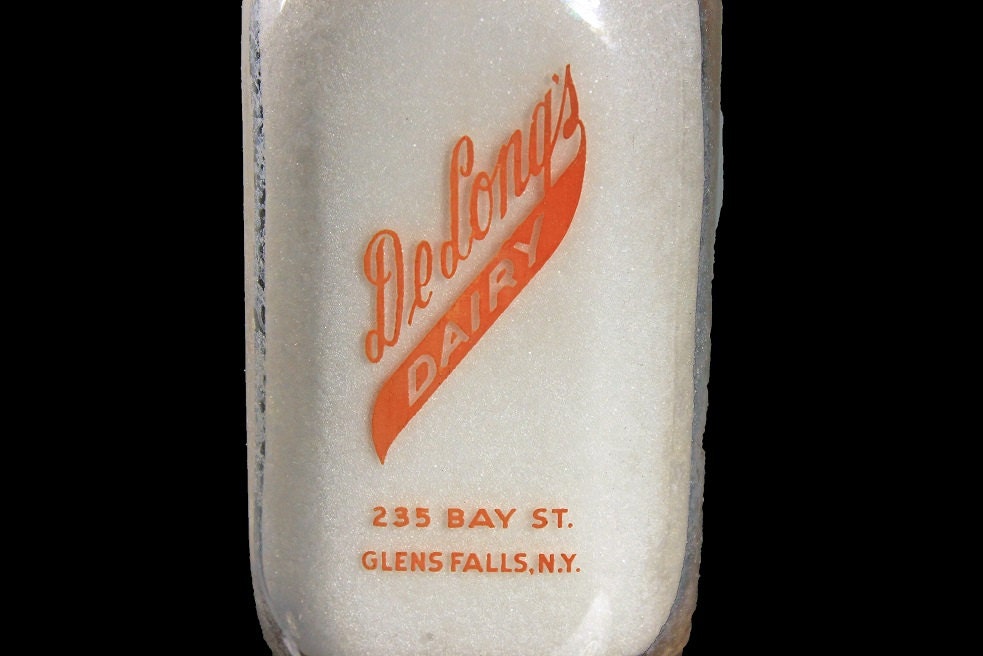 DeLong's
DAIRY
235 BAY ST.
GLENS FALLS, N.Y.